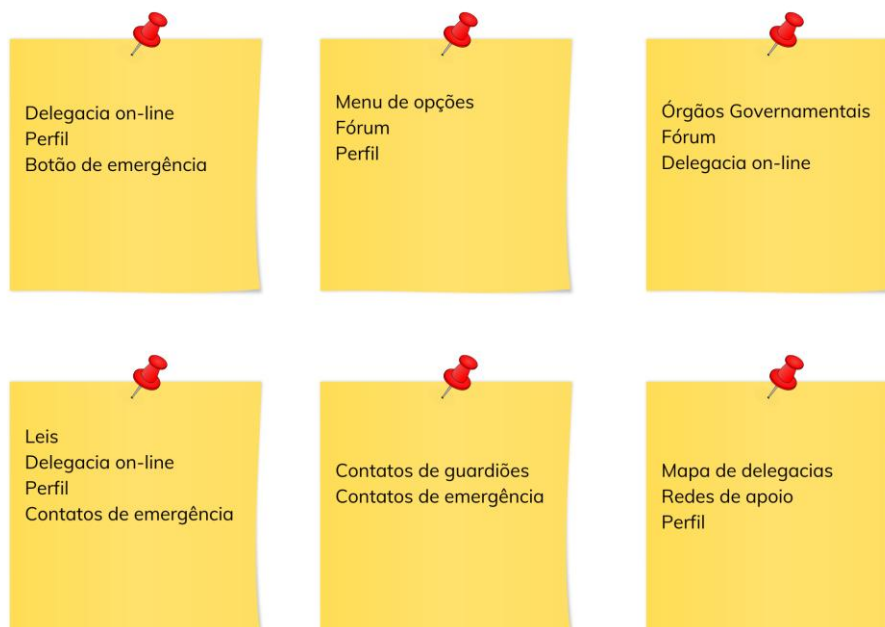 Delegacia on-line
Perfil
Botão de emergência
Menu de opções
Fórum
Perfil
Órgãos Governamentais
Fórum
Delegacia on-line
Leis
Delegacia on-line
Perfil
Contatos de emergência
Contatos de guardiões
Contatos de emergência
Mapa de delegacias
Redes de apoio
Perfil